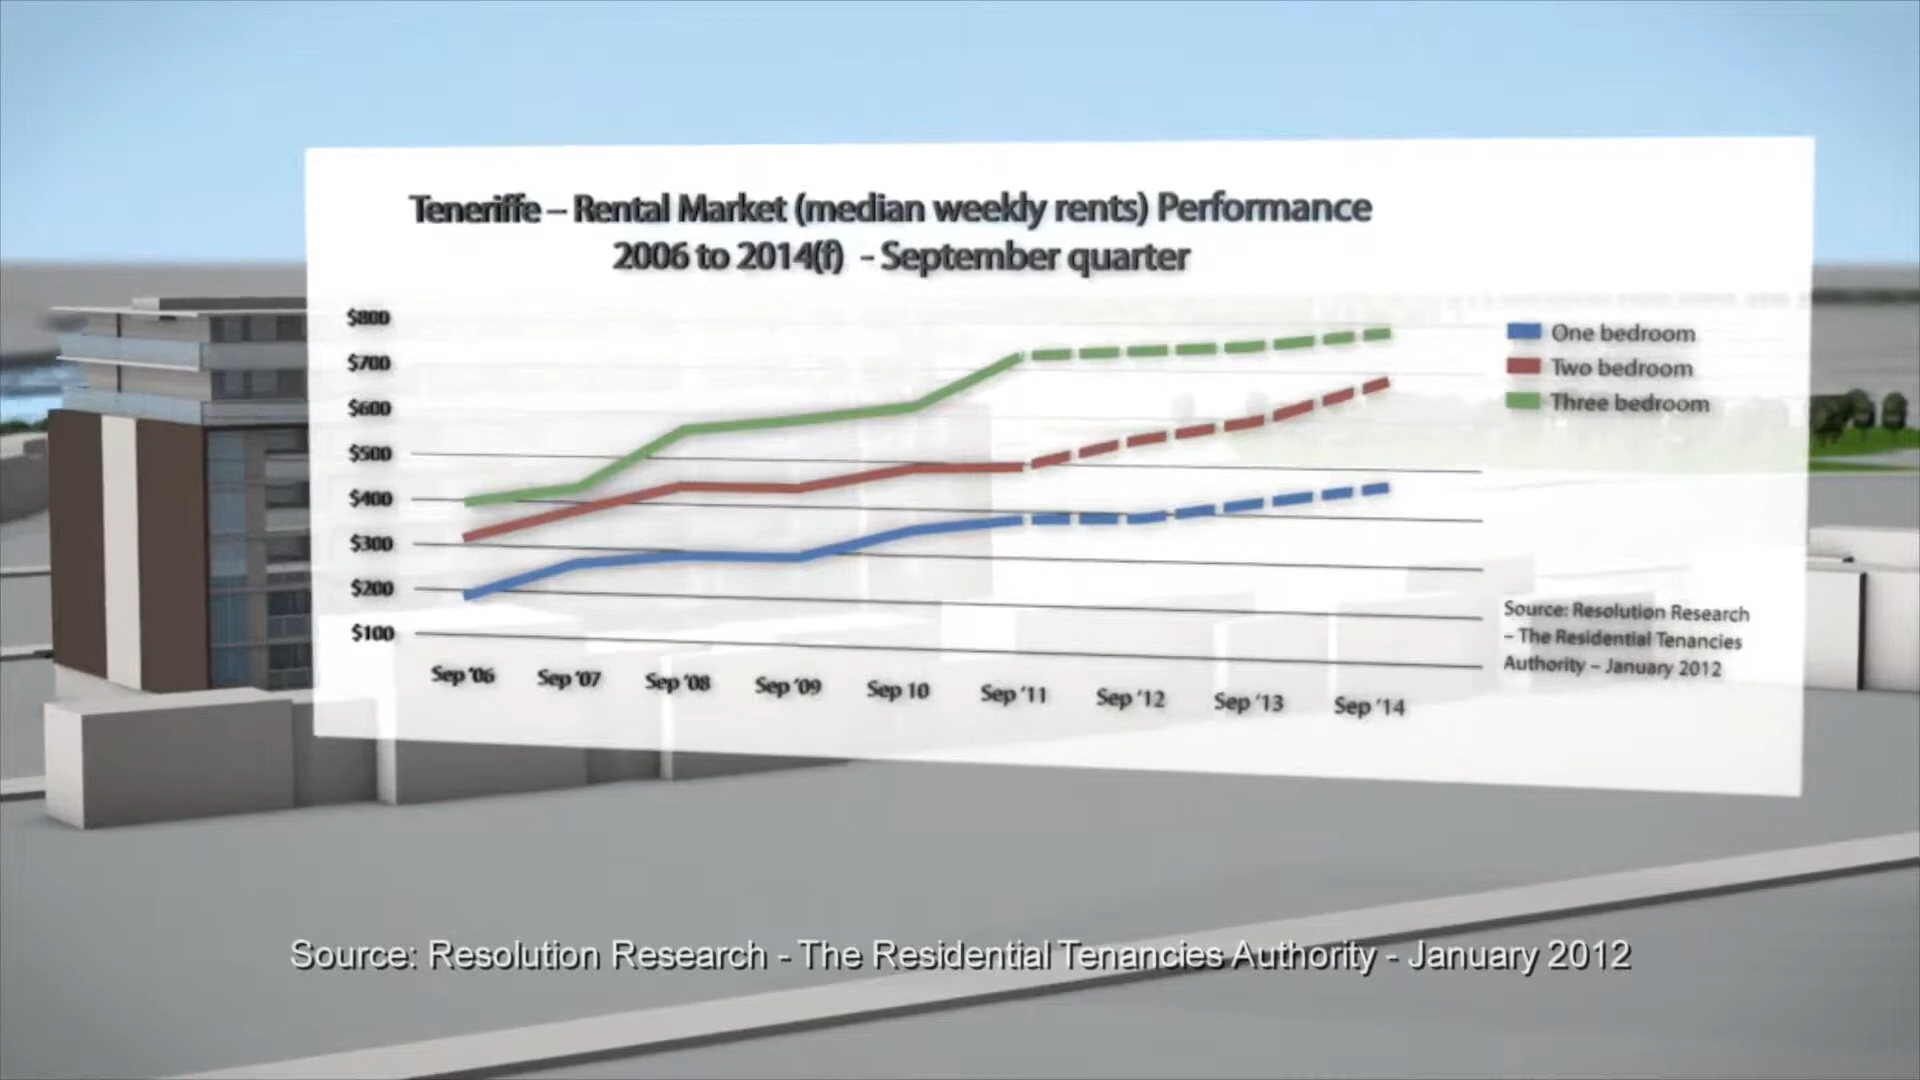 Teneriffe – Rental Market (median weekly rents) Performance
2006 to 2014(f) - September quarter
$800
$700
$600
$500
$400
$300
$200
$100
Sep '06
Sep '07
Sep '08
Sep '09
Sep 10
Sep '11
Sep '12
Sep '13
Sep '14
One bedroom
Two bedroom
Three bedroom
Source: Resolution Research
– The Residential Tenancies
Authority – January 2012
Source: Resolution Research - The Residential Tenancies Authority - January 2012